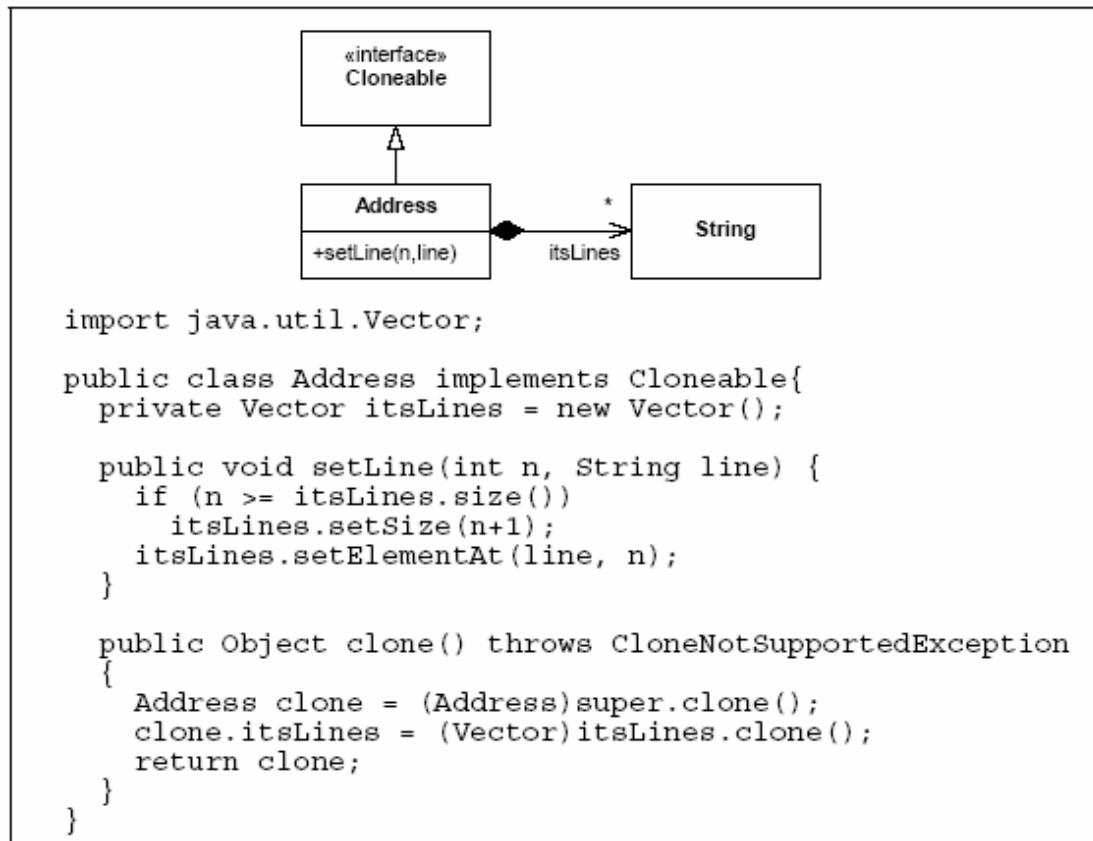 «interface»
Cloneable
Address
+setLine(n,line)
*
itsLines
String
import java.util.Vector;
public class Address implements Cloneable{
private Vector itsLines = new Vector();
public void setLine(int n, String line) {
if (n >= itsLines.size())
itsLines.setSize(n+1);
itsLines.setElementAt(line, n);
}
public Object clone() throws CloneNotSupportedException
{
Address clone = (Address)super.clone();
clone.itsLines = (Vector)itsLines.clone();
return clone;
}
}